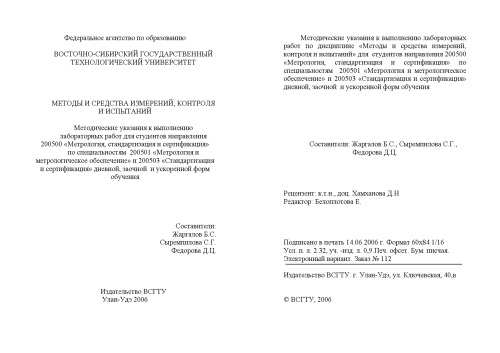 Федеральное агентство по образованию
ВОСТОЧНО-СИБИРСКИЙ ГОСУДАРСТВЕННЫЙ
ТЕХНОЛОГИЧЕСКИЙ УНИВЕРСИТЕТ
МЕТОДЫ И СРЕДСТВА ИЗМЕРЕНИЙ, КОНТРОЛЯ
И ИСПЫТАНИЙ
Методические указания к выполнению
лабораторных работ для студентов направления
200500 «Метрология, стандартизация и сертификация»
по специальностям 200501 «Метрология и
метрологическое обеспечение» и 200503 «Стандартизация
и сертификация» дневной, заочной и ускоренной форм
обучения
Составители:
Жаргалов Б.С.
Сыремпилова С.Г.
Федорова Д.Ц.
Издательство ВСГТУ
Улан-Удэ 2006
Методические указания к выполнению лабораторных
работ по дисциплине «Методы и средства измерений,
контроля и испытаний» для студентов направления 200500
«Метрология, стандартизация и сертификация» по
специальностям 200501 «Метрология и метрологическое
обеспечение» и 200503 «Стандартизация и сертификация»
дневной, заочной и ускоренной форм обучения
Составители: Жаргалов Б.С., Сыремпилова С.Г.,
Федорова Д.Ц.
Рецензент: к.т.н., доц. Хамханова Д.Н
Редактор: Белоплотова Е.
Подписано в печать 14.06 2006 г. Формат 60х84 1/16
Усл. п. л. 2.32, уч. -изд. л. 0,9.Печ. офсет. Бум. писчая.
Электронный вариант. Заказ № 112
Издательство ВСГТУ. г. Улан-Удэ, ул. Ключевская, 40,в
© ВСГТУ, 2006